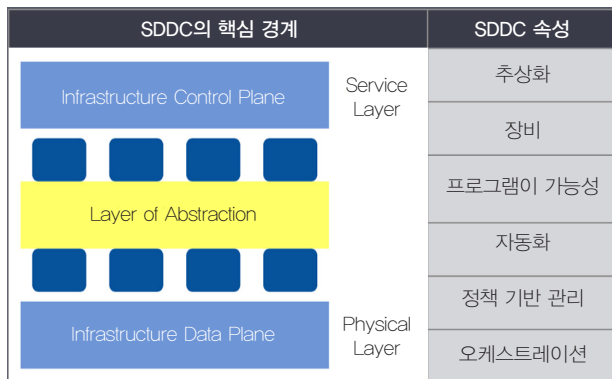 SDDC의 핵심 경계
SDDC 속성
Infrastructure Control Plane
Service
Layer
Layer of Abstraction
Infrastructure Data Plane
Physical
Layer
추상화
장비
프로그램이 가능성
자동화
정책 기반 관리
오케스트레이션